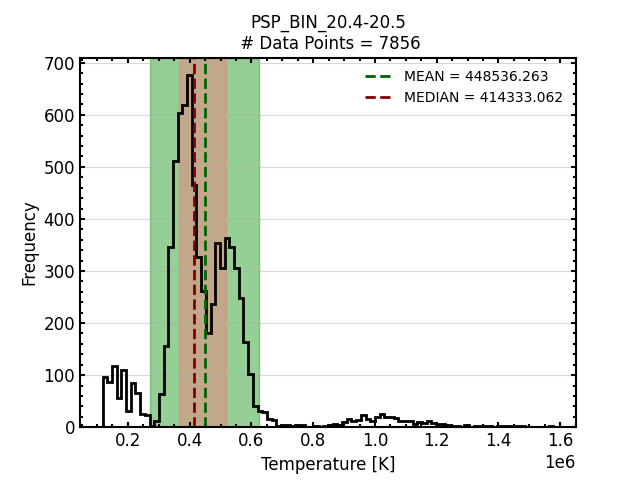 PSP_BIN_20.4-20.5
# Data Points = 7856
MEAN = 448536.263
MEDIAN = 414333.062
Frequency
700
600
500
400
300
200
100
0
0.2 0.4 0.6 0.8 1.0 1.2 1.4 1.6
1e6
Temperature [K]